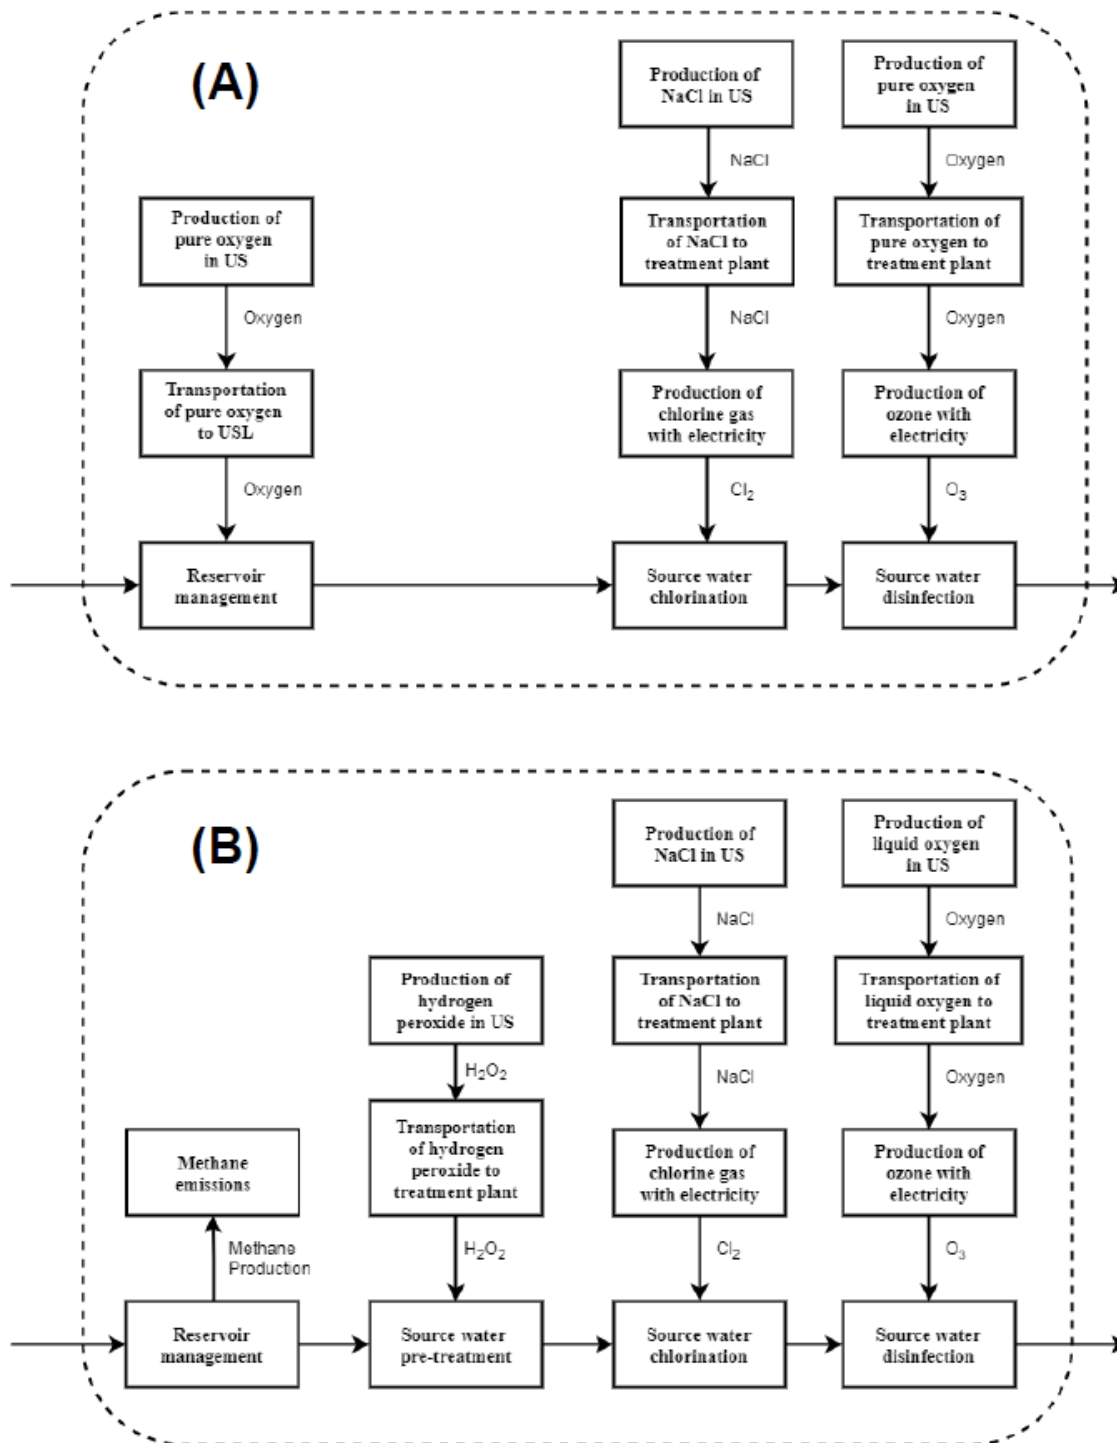 (A)
Production of
NaCl in US
Production of
pure oxygen
in US
NaCl
Oxygen
Production of
pure oxygen
in US
Transportation
of NaCl to
treatment plant
Transportation of
pure oxygen to
treatment plant
Oxygen
NaCl
Oxygen
Transportation
of pure oxygen
to USL
Production of
chlorine gas
with electricity
Production of
ozone with
electricity
Oxygen
Cl₂
O₃
Reservoir
management
Source water
chlorination
Source water
disinfection
(B)
Production of
NaCl in US
Production of
liquid oxygen
in US
NaCl
Oxygen
Production of
hydrogen
peroxide in US
Transportation
of NaCl to
treatment plant
Transportation of
liquid oxygen to
treatment plant
H₂O₂
NaCl
Oxygen
Methane
emissions
Transportation
of hydrogen
peroxide to
treatment plant
Production of
chlorine gas
with electricity
Production of
ozone with
electricity
Methane
Production
H₂O₂
Cl₂
O₃
Reservoir
management
Source water
pre-treatment
Source water
chlorination
Source water
disinfection